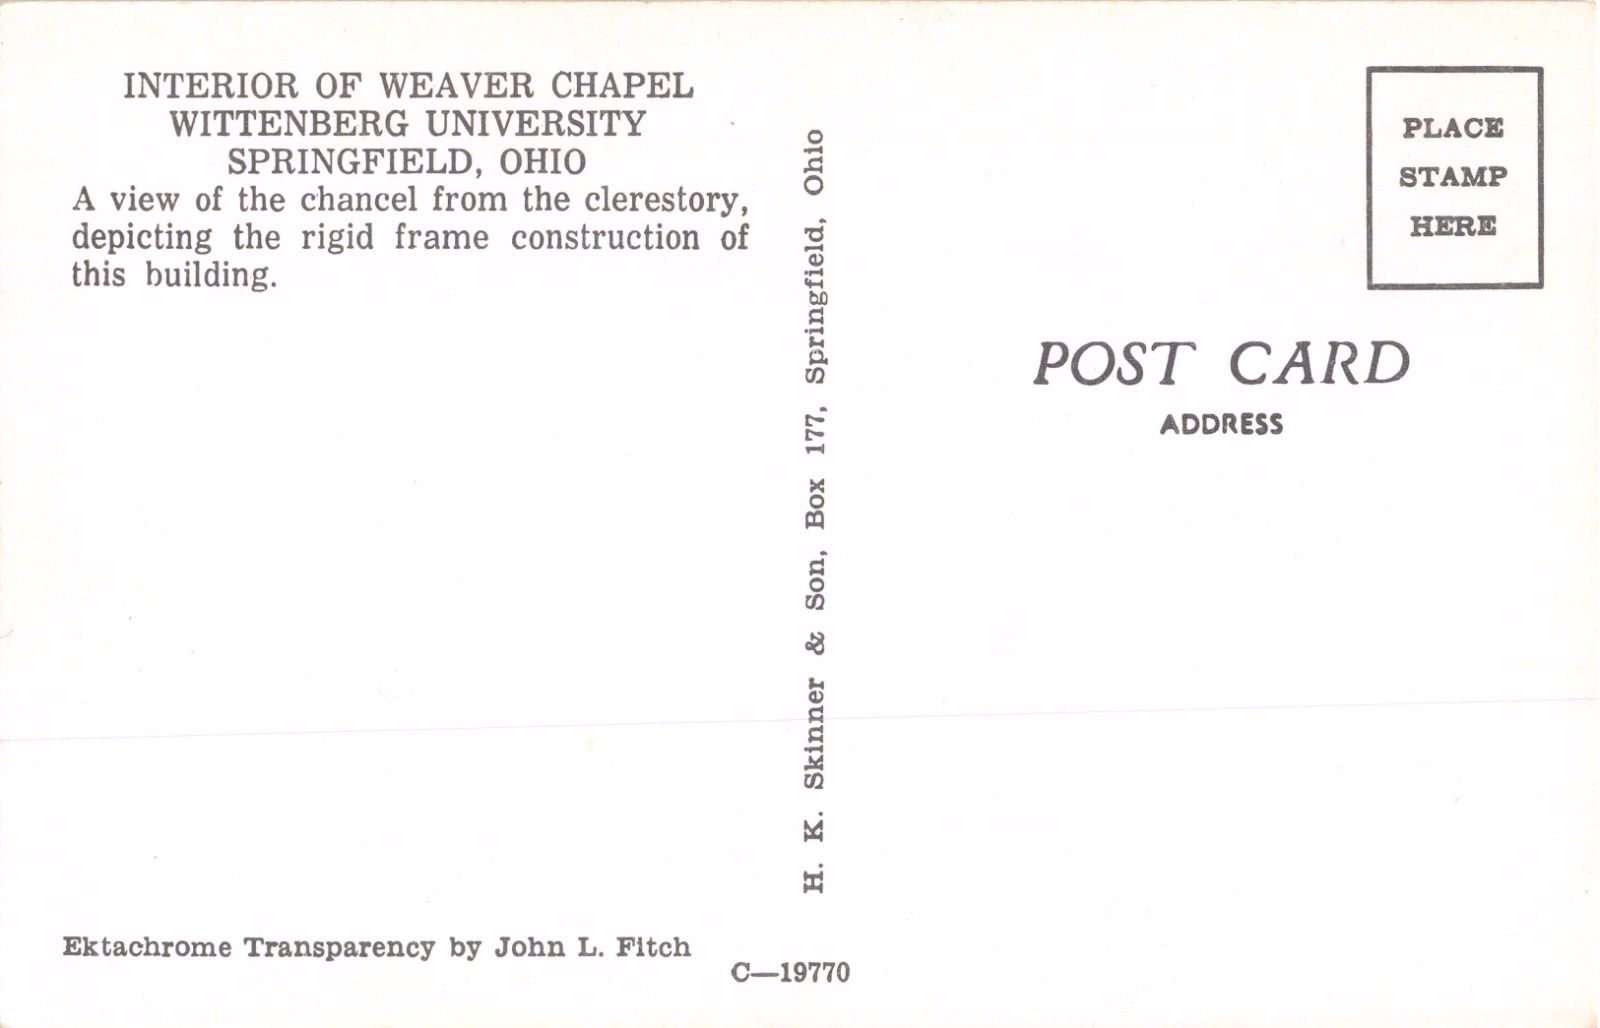 INTERIOR OF WEAVER CHAPEL
WITTENBERG UNIVERSITY
SPRINGFIELD, OHIO
A view of the chancel from the clerestory,
depicting the rigid frame construction of
this building.
Ektachrome Transparency by John L. Fitch
C—19770
H. K. Skinner & Son, Box 177, Springfield, Ohio
PLACE
STAMP
HERE
POST CARD
ADDRESS